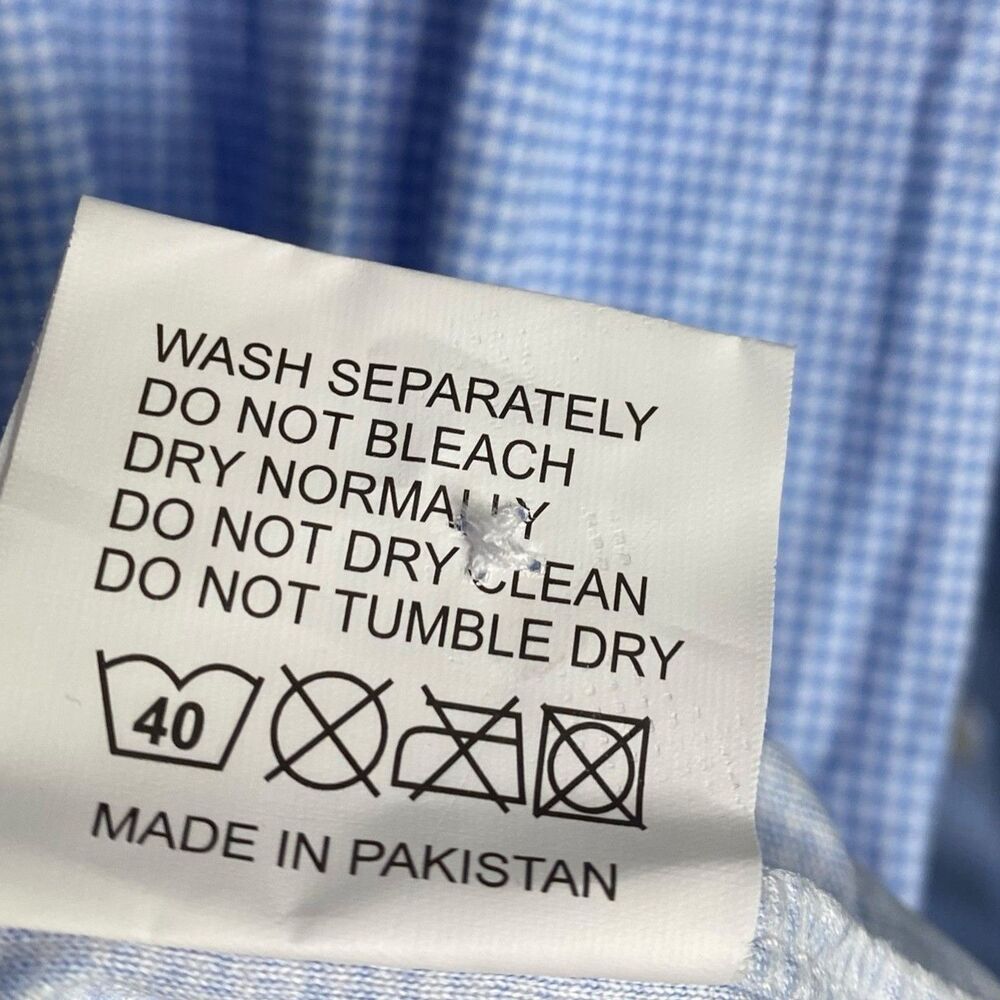 WASH SEPARATELY
DO NOT BLEACH
DRY NORMALLY
DO NOT DRY CLEAN
DO NOT TUMBLE DRY
40
MADE IN PAKISTAN